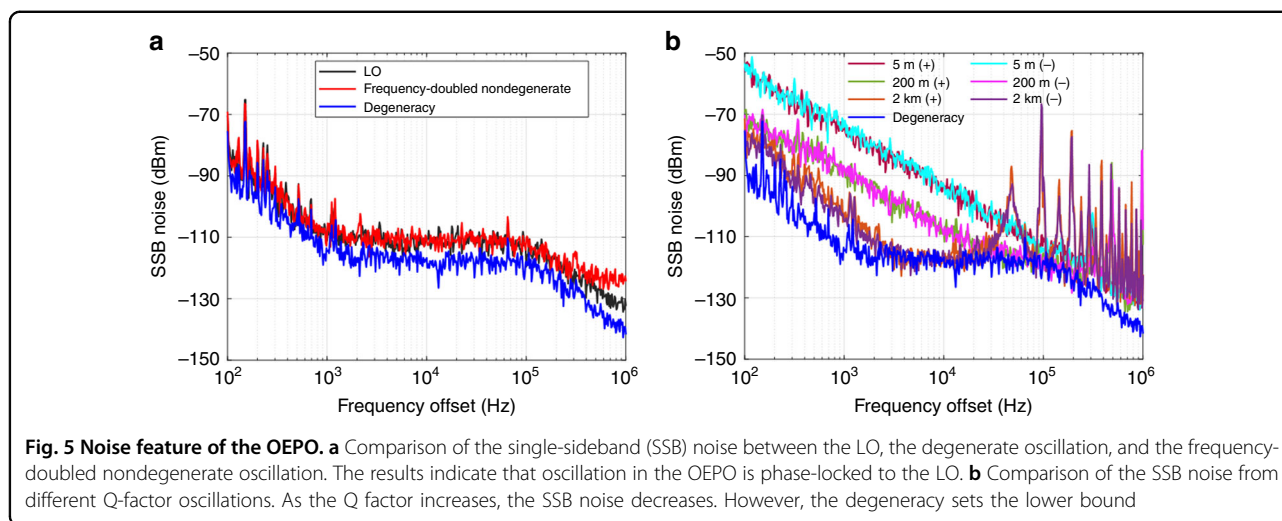 a
b
−50
−70
−90
−110
−130
−150
SSB noise (dBm)
LO
Frequency-doubled nondegenerate
Degeneracy
10^2
10^3
10^4
10^5
10^6
Frequency offset (Hz)
−50
−70
−90
−110
−130
−150
SSB noise (dBm)
5 m (+)
5 m (−)
200 m (+)
200 m (−)
2 km (+)
2 km (−)
Degeneracy
10^2
10^3
10^4
10^5
10^6
Frequency offset (Hz)
Fig. 5 Noise feature of the OEPO. a Comparison of the single-sideband (SSB) noise between the LO, the degenerate oscillation, and the frequency-
doubled nondegenerate oscillation. The results indicate that oscillation in the OEPO is phase-locked to the LO. b Comparison of the SSB noise from
different Q-factor oscillations. As the Q factor increases, the SSB noise decreases. However, the degeneracy sets the lower bound